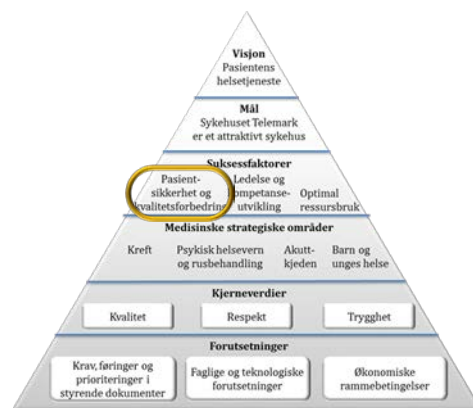 Visjon
Pasientens
helsetjeneste
Mål
Sykehuset Telemark
er et attraktivt sykehus
Suksessfaktorer
Pasient-
sikkerhet og
kvalitetsforbedring
Ledelse og
kompetanse-
utvikling
Optimal
ressursbruk
Medisinske strategiske områder
Kreft
Psykisk helsevern
og rusbehandling
Akutt-
kjeden
Barn og
unges helse
Kjerneverdier
Kvalitet
Respekt
Trygghet
Forutsetninger
Krav, føringer og
prioriteringer i
styrende dokumenter
Faglige og teknologiske
forutsetninger
Økonomiske
rammebetingelser